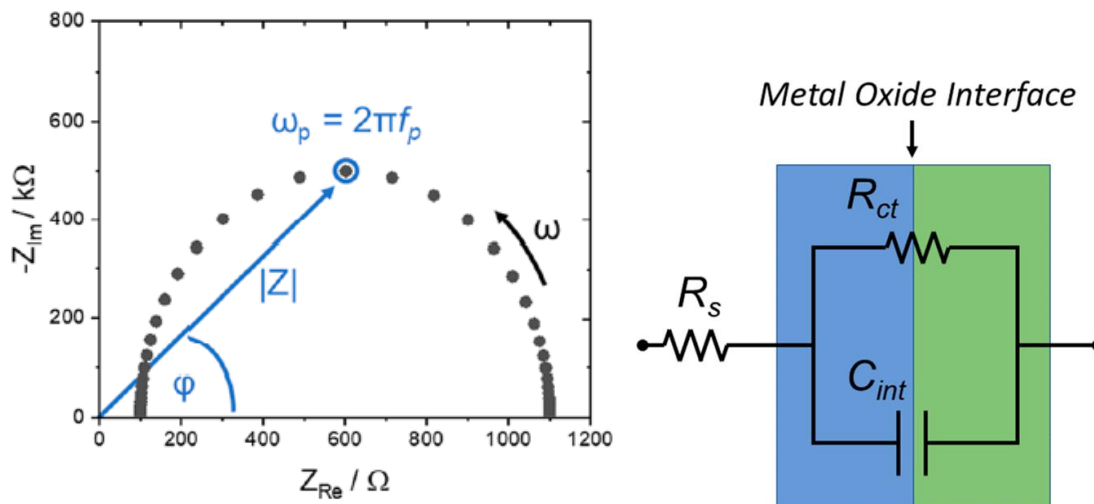 800
600
400
200
0
-Z_Im / kΩ
ω_p = 2πf_p
ω
|Z|
φ
0 200 400 600 800 1000 1200
Z_Re / Ω
Metal Oxide Interface
R_ct
R_s
C_int